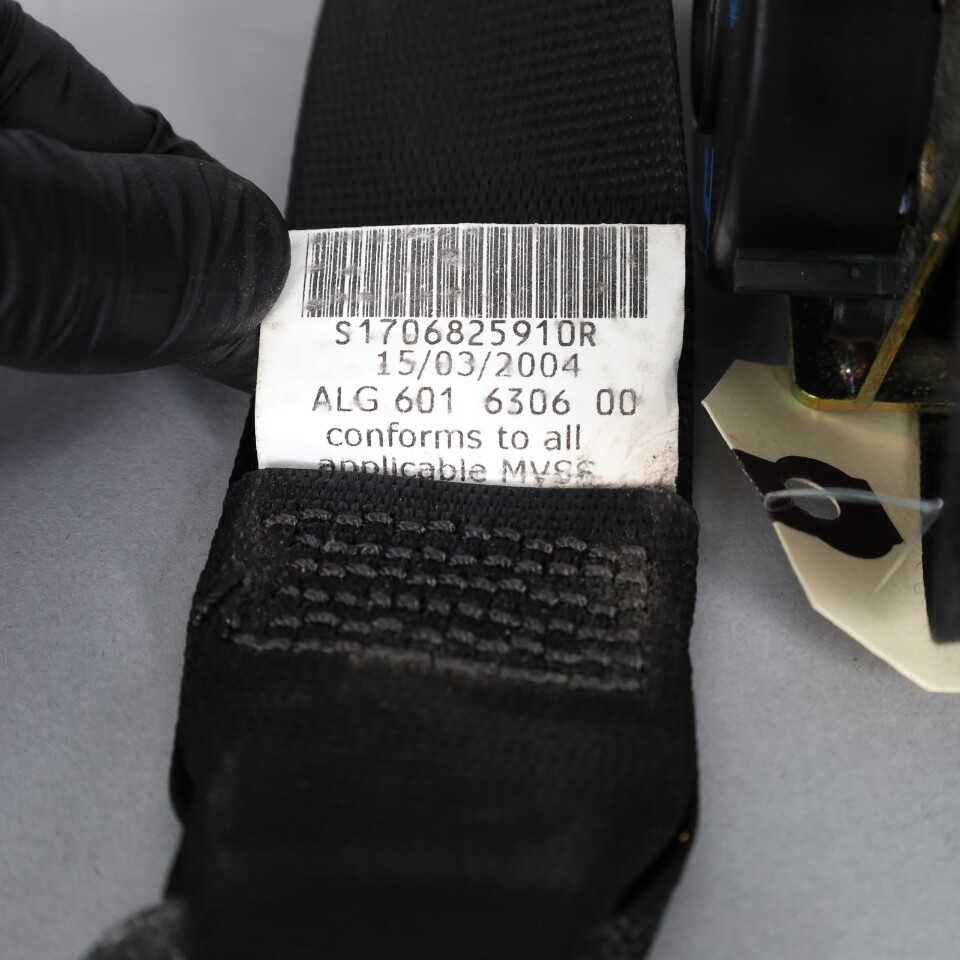 S1706825910R
15/03/2004
ALG 601 6306 00
conforms to all
applicable MVSS